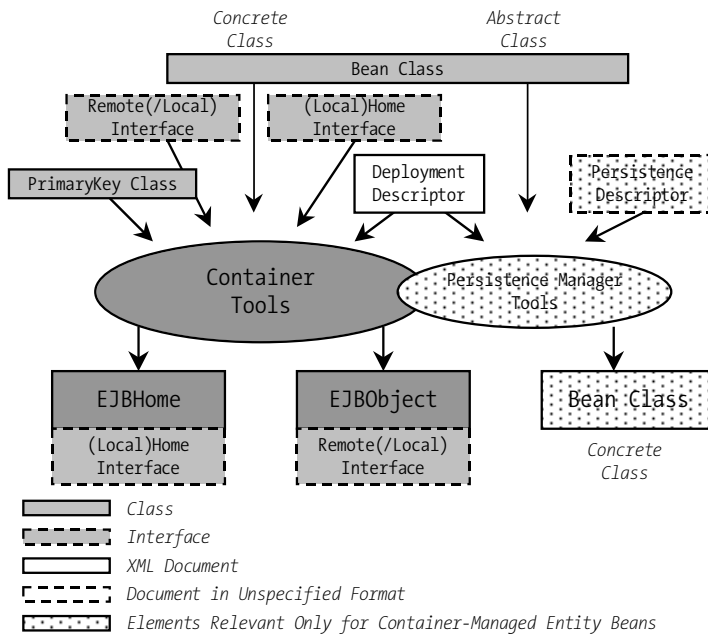 Concrete
Class
Abstract
Class
Bean Class
Remote(/Local)
Interface
(Local)Home
Interface
PrimaryKey Class
Deployment
Descriptor
Persistence
Descriptor
Container
Tools
Persistence Manager
Tools
EJBHome
(Local)Home
Interface
EJBObject
Remote(/Local)
Interface
Bean Class
Concrete
Class
Class
Interface
XML Document
Document in Unspecified Format
Elements Relevant Only for Container-Managed Entity Beans